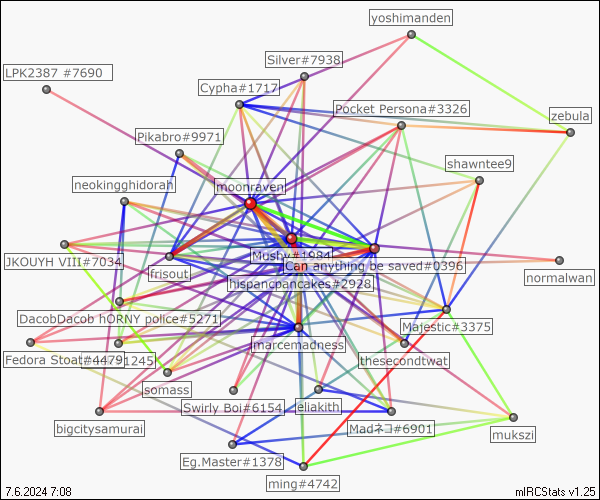 yoshimanden
Silver#7938
LPK2387 #7690
Cypha#1717
Pocket Persona#3326
zebula
Pikabro#9971
shawntee9
neokingghidorah
moonraven
Mushy#1984
JKOUYH VIII#7034
Can anything be saved#0396
frisout
normalwan
hispancpancakes#2928
DacobDacob hORNY police#5271
Majestic#3375
marcemadness
Fedora Stoat#4479
1245
thesecondtwat
somass
Swirly Boi#6154
eliakith
bigcitysamurai
Madネコ#6901
mukszi
Eg.Master#1378
ming#4742
7.6.2024 7:08
mIRCStats v1.25